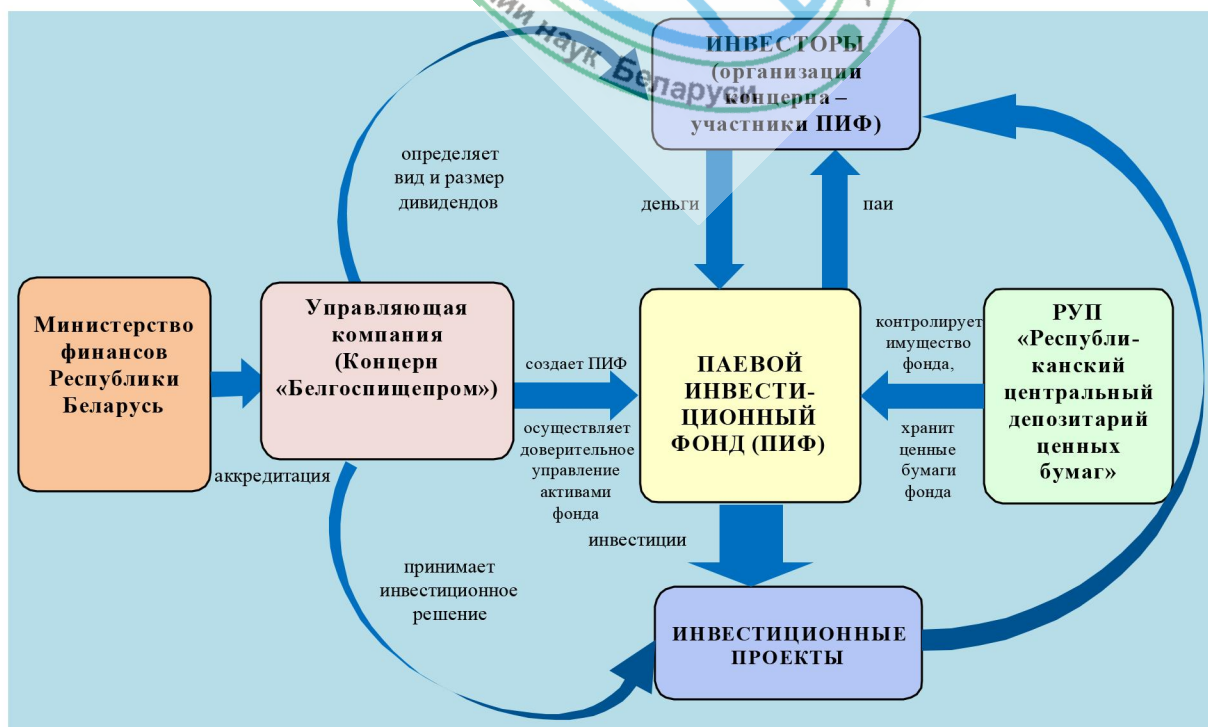 ии наук Беларуси
ИНВЕСТОРЫ
(организации
концерна –
участники ПИФ)
определяет
вид и размер
дивидендов
деньги
паи
Министерство
финансов
Республики
Беларусь
аккредитация
Управляющая
компания
(Концерн
«Белгоспищепром»)
создает ПИФ
осуществляет
доверительное
управление
активами
фонда
ПАЕВОЙ
ИНВЕСТИ-
ЦИОННЫЙ
ФОНД (ПИФ)
контролирует
имущество
фонда,
хранит
ценные
бумаги
фонда
РУП
«Республи-
канский
центральный
депозитарий
ценных
бумаг»
инвестиции
принимает
инвестиционное
решение
ИНВЕСТИЦИОННЫЕ
ПРОЕКТЫ